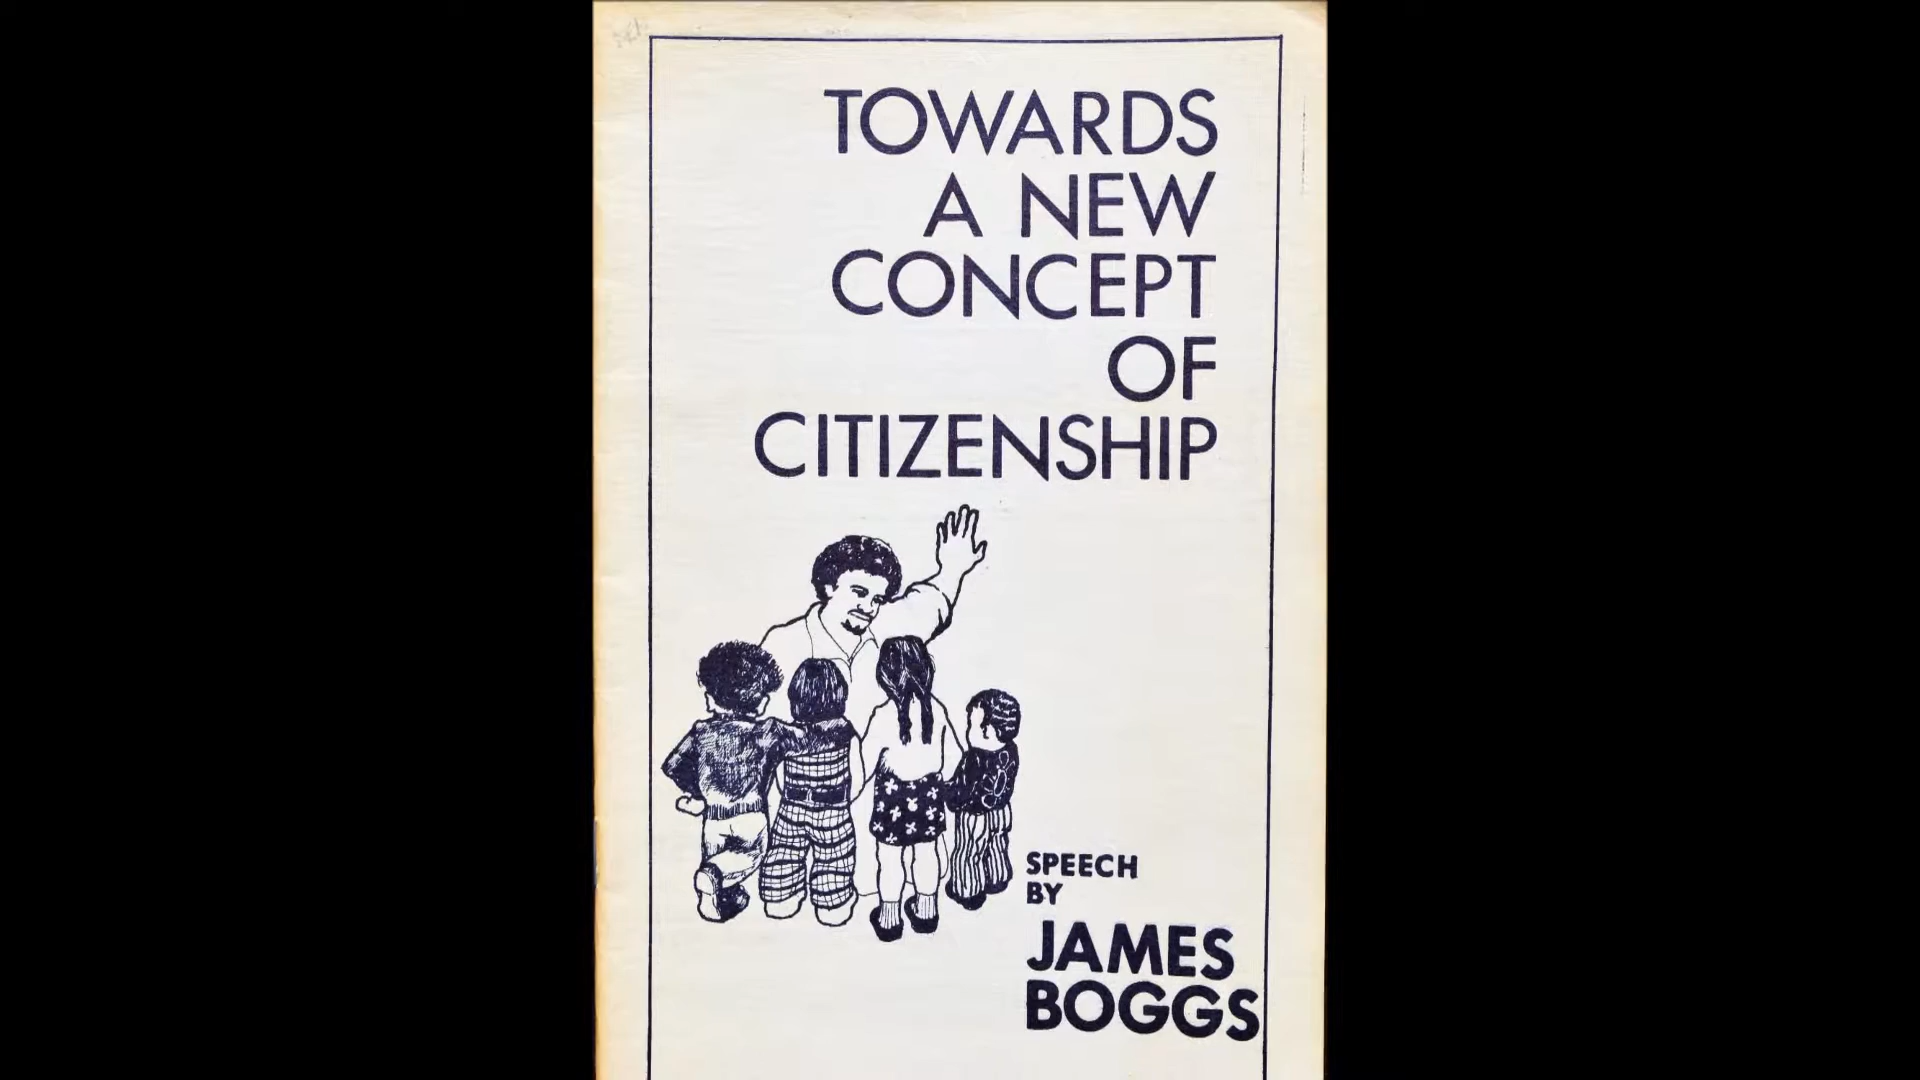 TOWARDS
A NEW
CONCEPT
OF
CITIZENSHIP
SPEECH
BY
JAMES
BOGGS